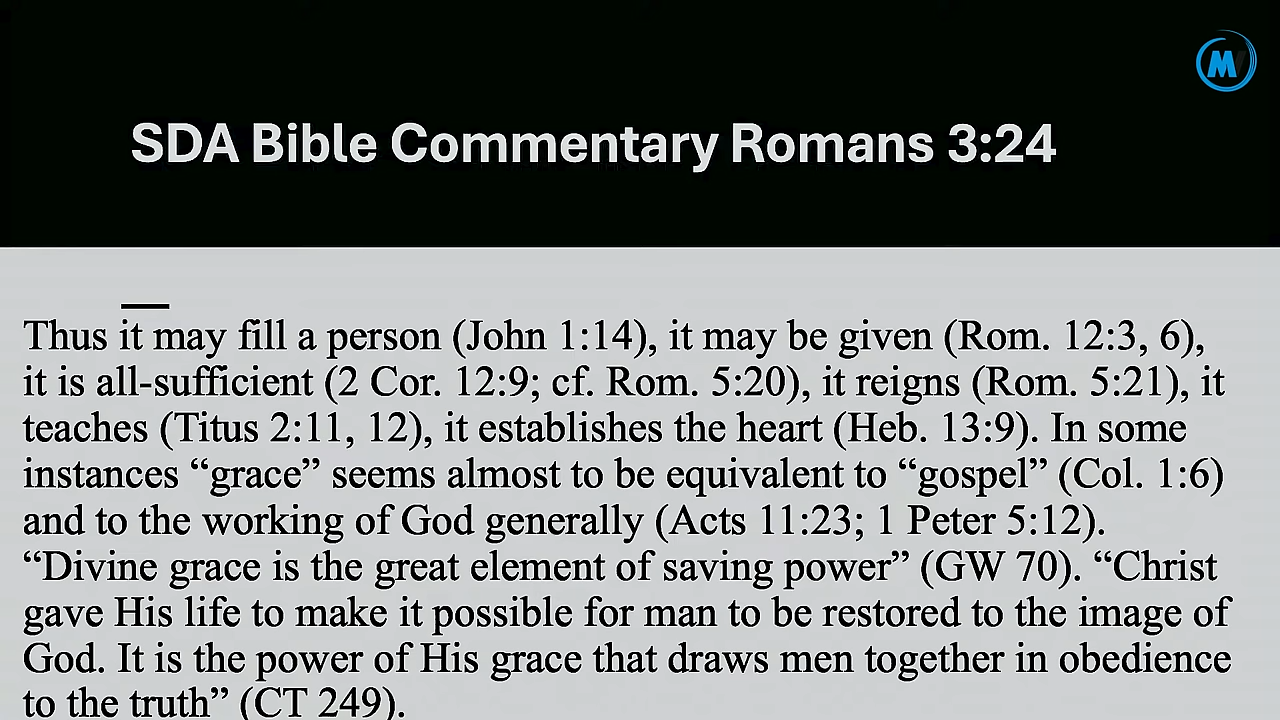 M
SDA Bible Commentary Romans 3:24
Thus it may fill a person (John 1:14), it may be given (Rom. 12:3, 6),
it is all-sufficient (2 Cor. 12:9; cf. Rom. 5:20), it reigns (Rom. 5:21), it
teaches (Titus 2:11, 12), it establishes the heart (Heb. 13:9). In some
instances “grace” seems almost to be equivalent to “gospel” (Col. 1:6)
and to the working of God generally (Acts 11:23; 1 Peter 5:12).
“Divine grace is the great element of saving power” (GW 70). “Christ
gave His life to make it possible for man to be restored to the image of
God. It is the power of His grace that draws men together in obedience
to the truth” (CT 249).